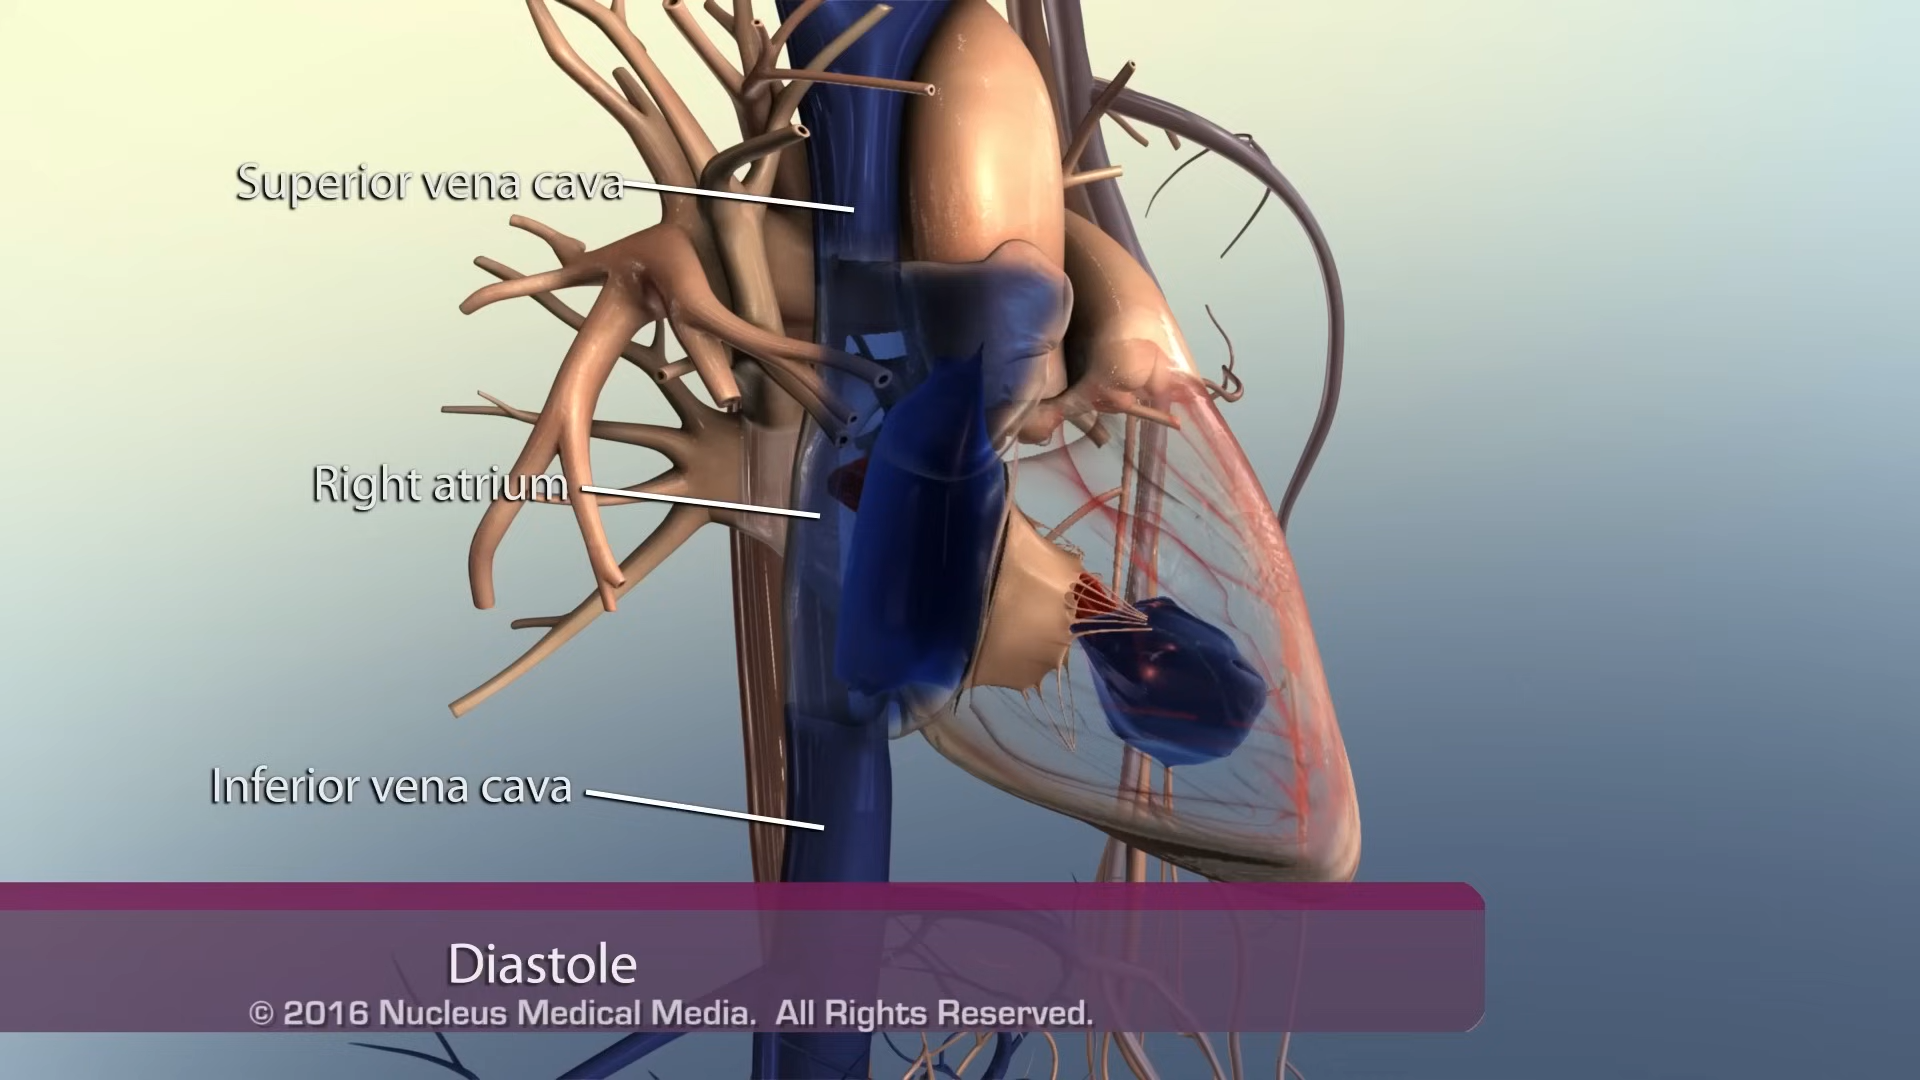 Superior vena cava
Right atrium
Inferior vena cava
Diastole
© 2016 Nucleus Medical Media. All Rights Reserved.